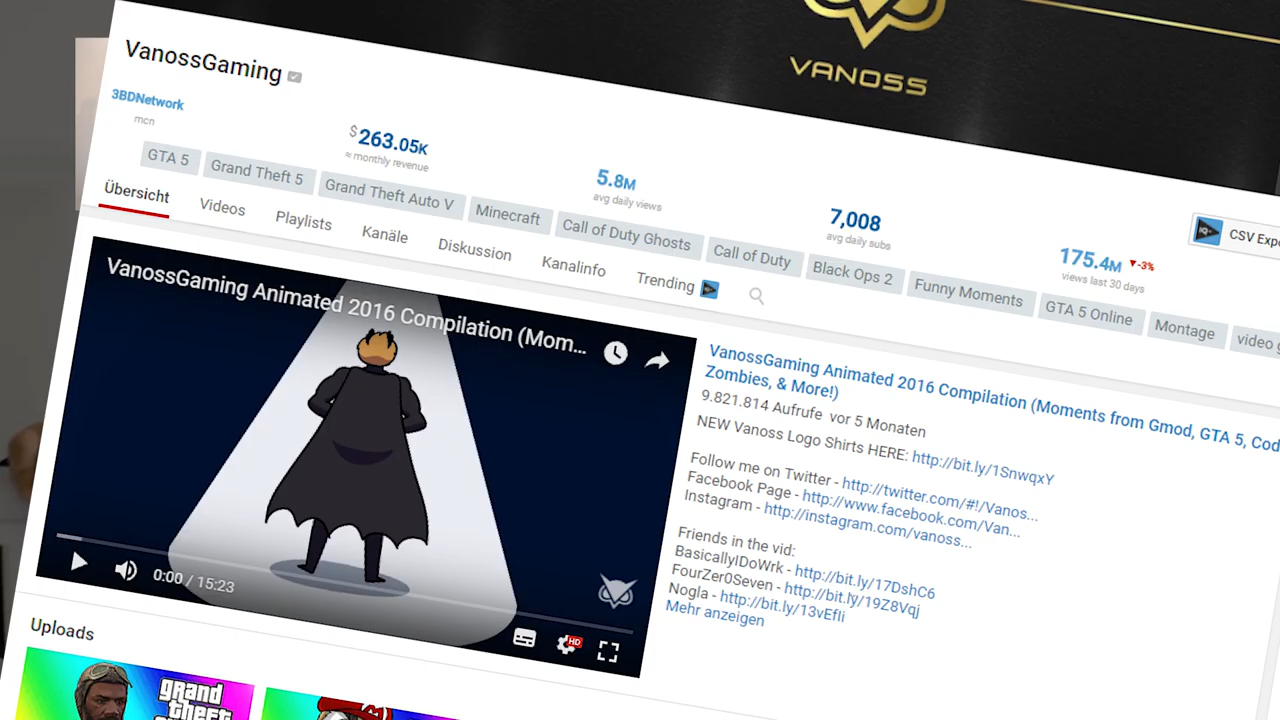 VANOSS
VanossGaming
3BDNetwork
mcn
$263.05K
≈ monthly revenue
5.8M
avg daily views
7,008
avg daily subs
175.4M ▼-3%
views last 30 days
GTA 5
Grand Theft 5
Grand Theft Auto V
Minecraft
Call of Duty Ghosts
Call of Duty
Black Ops 2
Funny Moments
GTA 5 Online
Montage
video g
CSV Expo
Übersicht
Videos
Playlists
Kanäle
Diskussion
Kanalinfo
Trending
VanossGaming Animated 2016 Compilation (Mom...
0:00 / 15:23
HD
VanossGaming Animated 2016 Compilation (Moments from Gmod, GTA 5, Cod
Zombies, & More!)
9.821.814 Aufrufe vor 5 Monaten
NEW Vanoss Logo Shirts HERE: http://bit.ly/1SnwqxY
Follow me on Twitter - http://twitter.com/#!/Vanos...
Facebook Page - http://www.facebook.com/Van...
Instagram - http://instagram.com/vanoss...
Friends in the vid:
BasicallyIDoWrk - http://bit.ly/17DshC6
FourZer0Seven - http://bit.ly/19Z8Vqj
Nogla - http://bit.ly/13vEfIi
Mehr anzeigen
Uploads
grand
theft